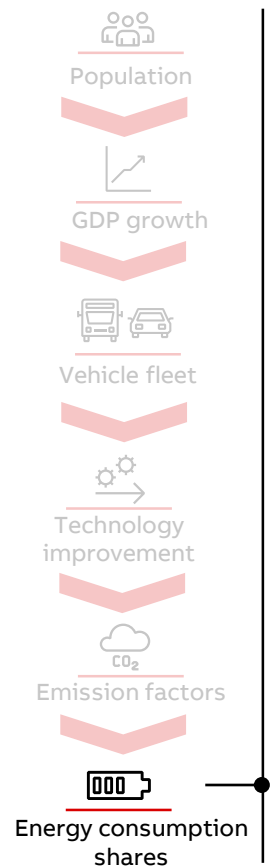 Population
GDP growth
Vehicle fleet
Technology
improvement
CO₂
Emission factors
Energy consumption
shares